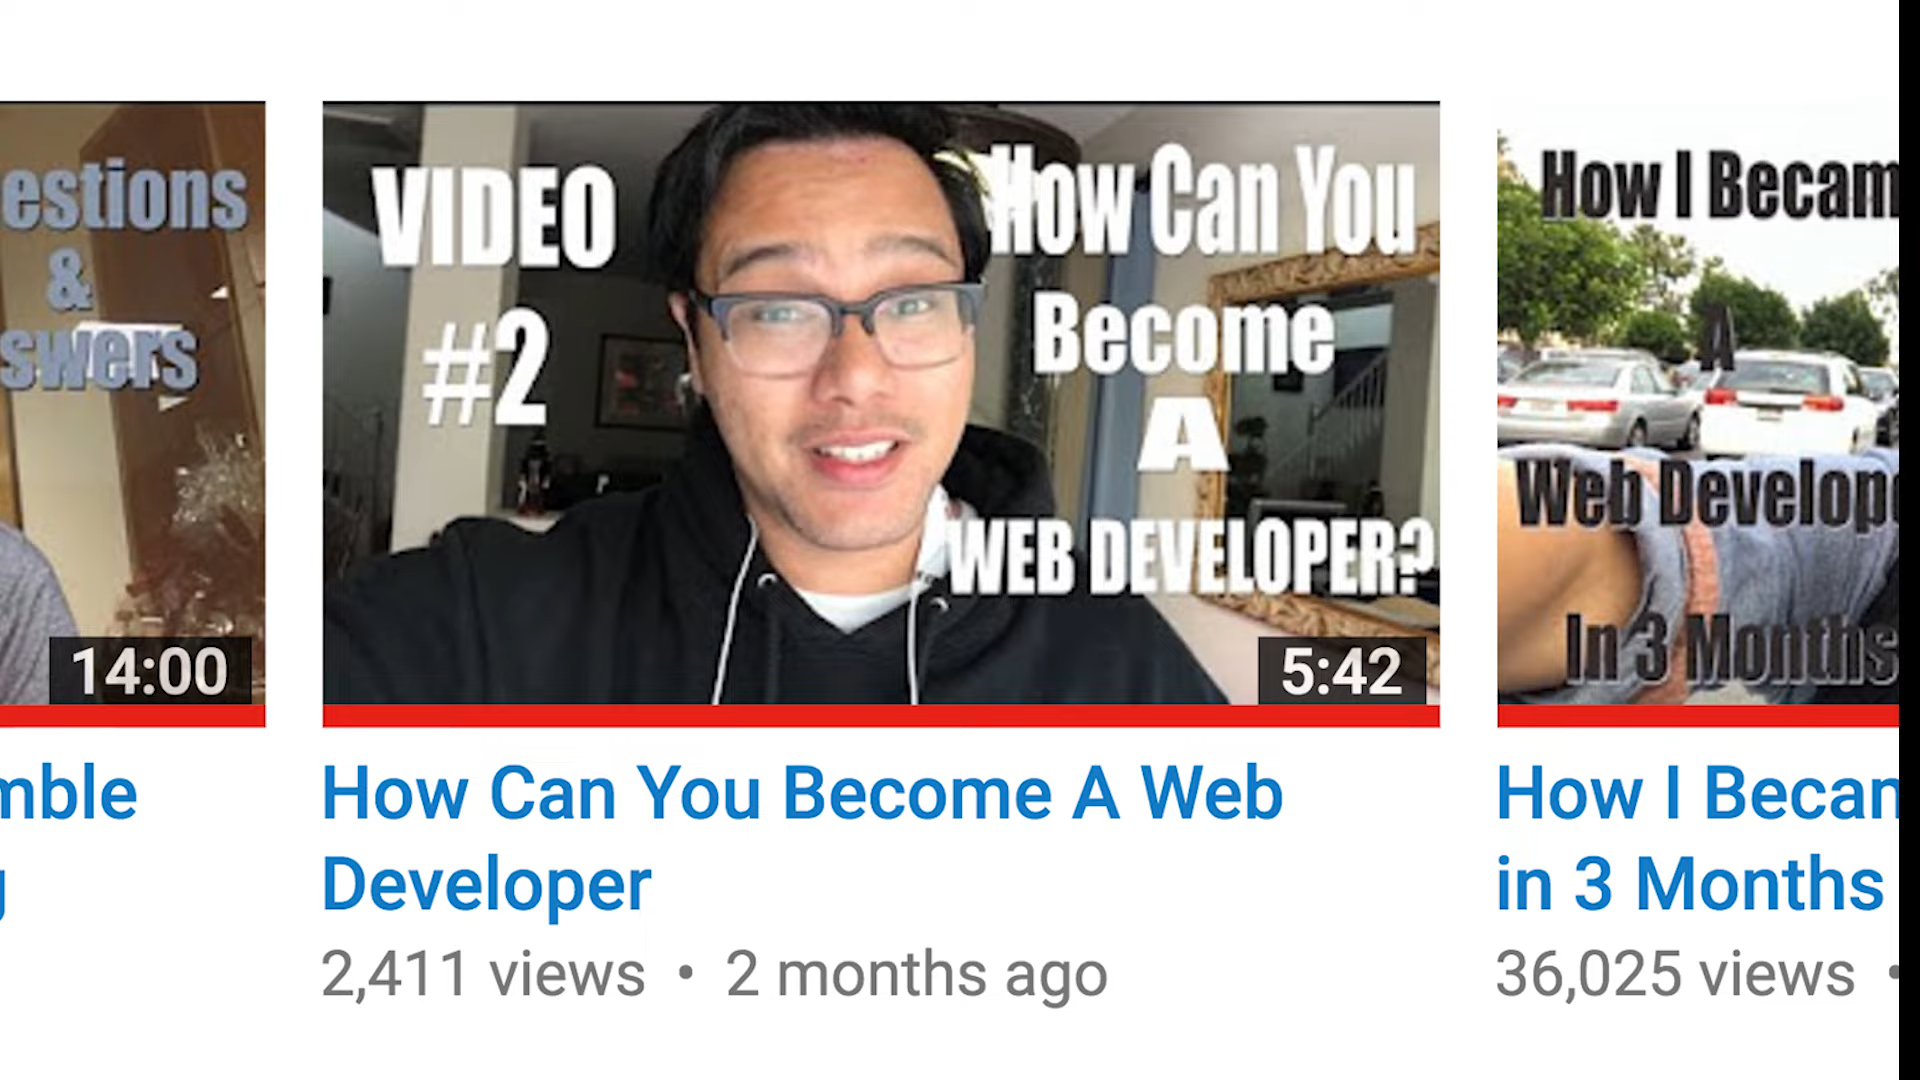 estions
&
swers
14:00
mble
g
VIDEO
#2
How Can You
Become
A
WEB DEVELOPER?
5:42
How Can You Become A Web
Developer
2,411 views • 2 months ago
How I Becam
A
Web Develope
In 3 Months
How I Becam
in 3 Months
36,025 views •